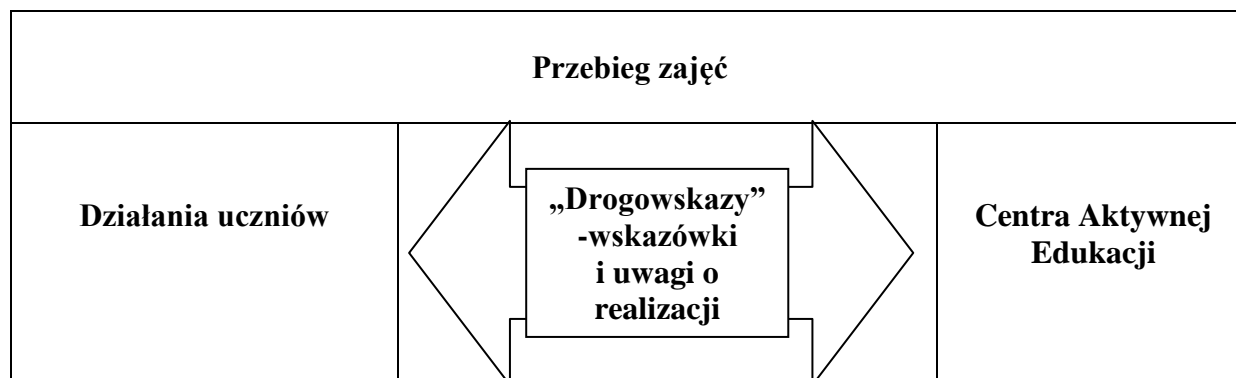 Przebieg zajęć
Działania uczniów
„Drogowskazy”
-wskazówki
i uwagi o
realizacji
Centra Aktywnej
Edukacji